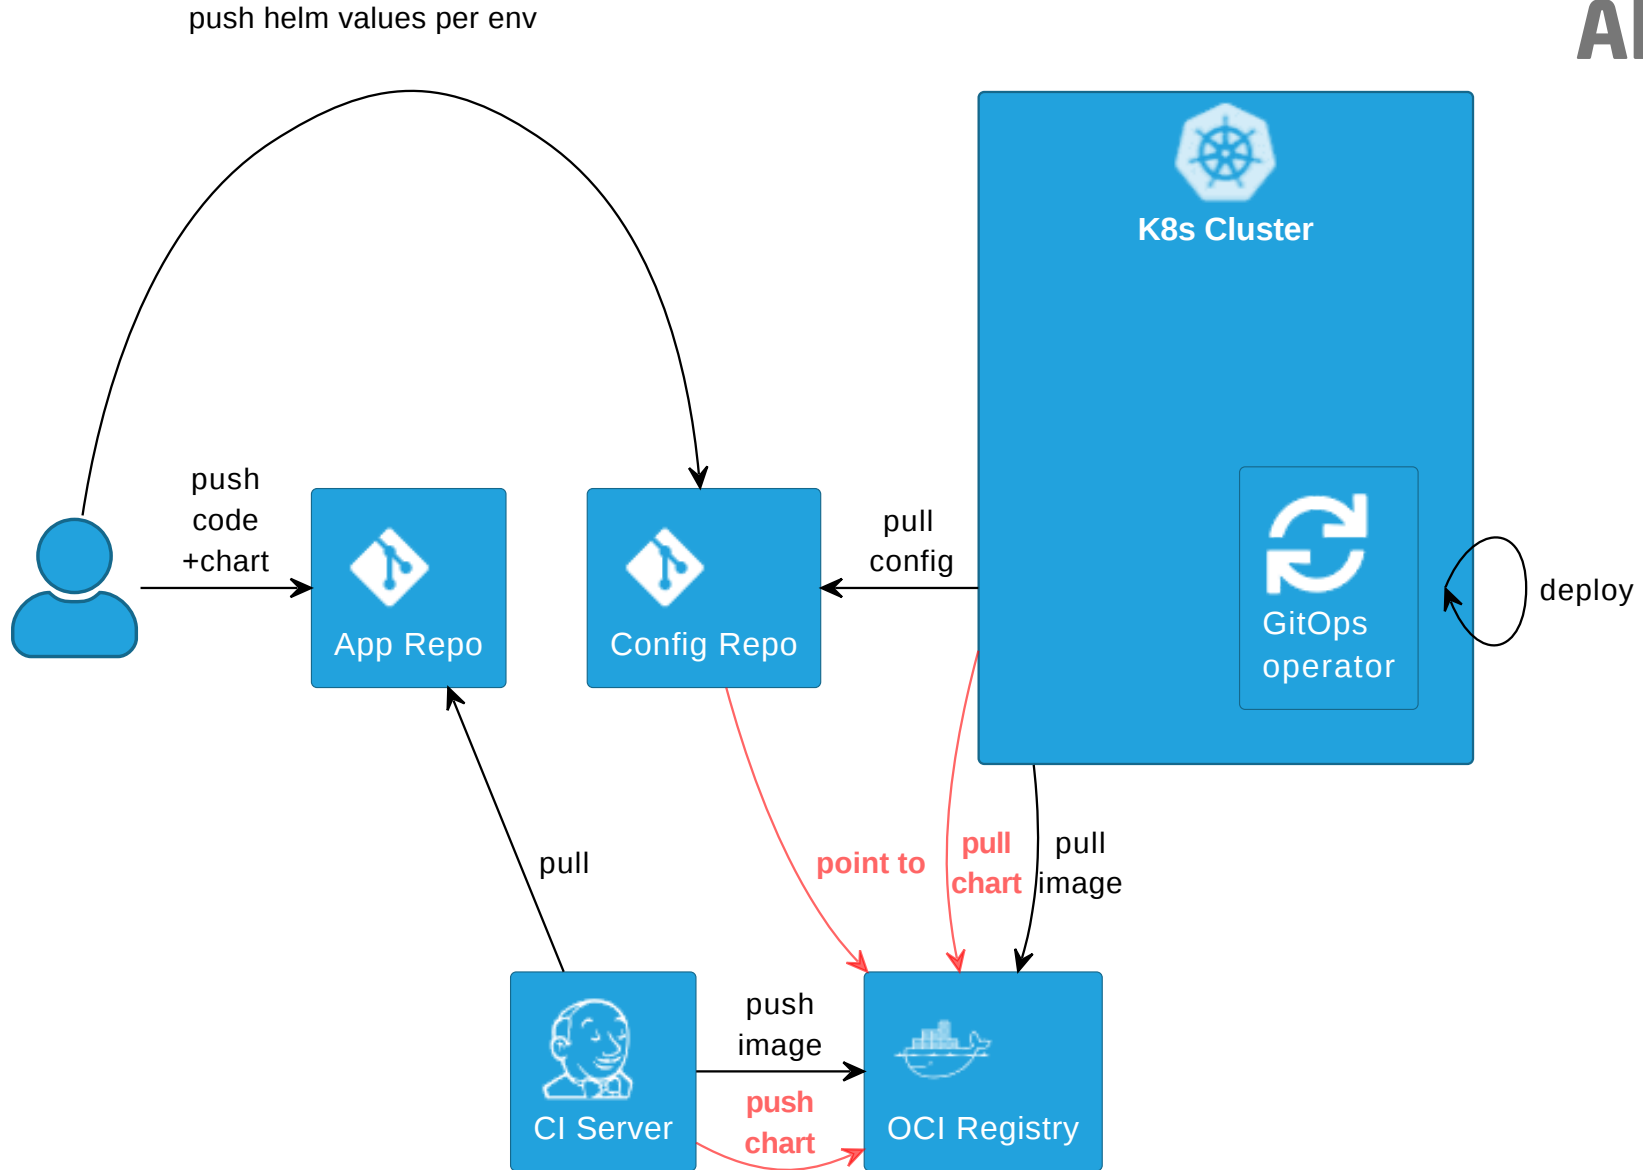 push helm values per env
K8s Cluster
push
code
+chart
App Repo
Config Repo
pull
config
GitOps
operator
deploy
pull
point to
pull
chart
pull
image
CI Server
push
image
push
chart
OCI Registry